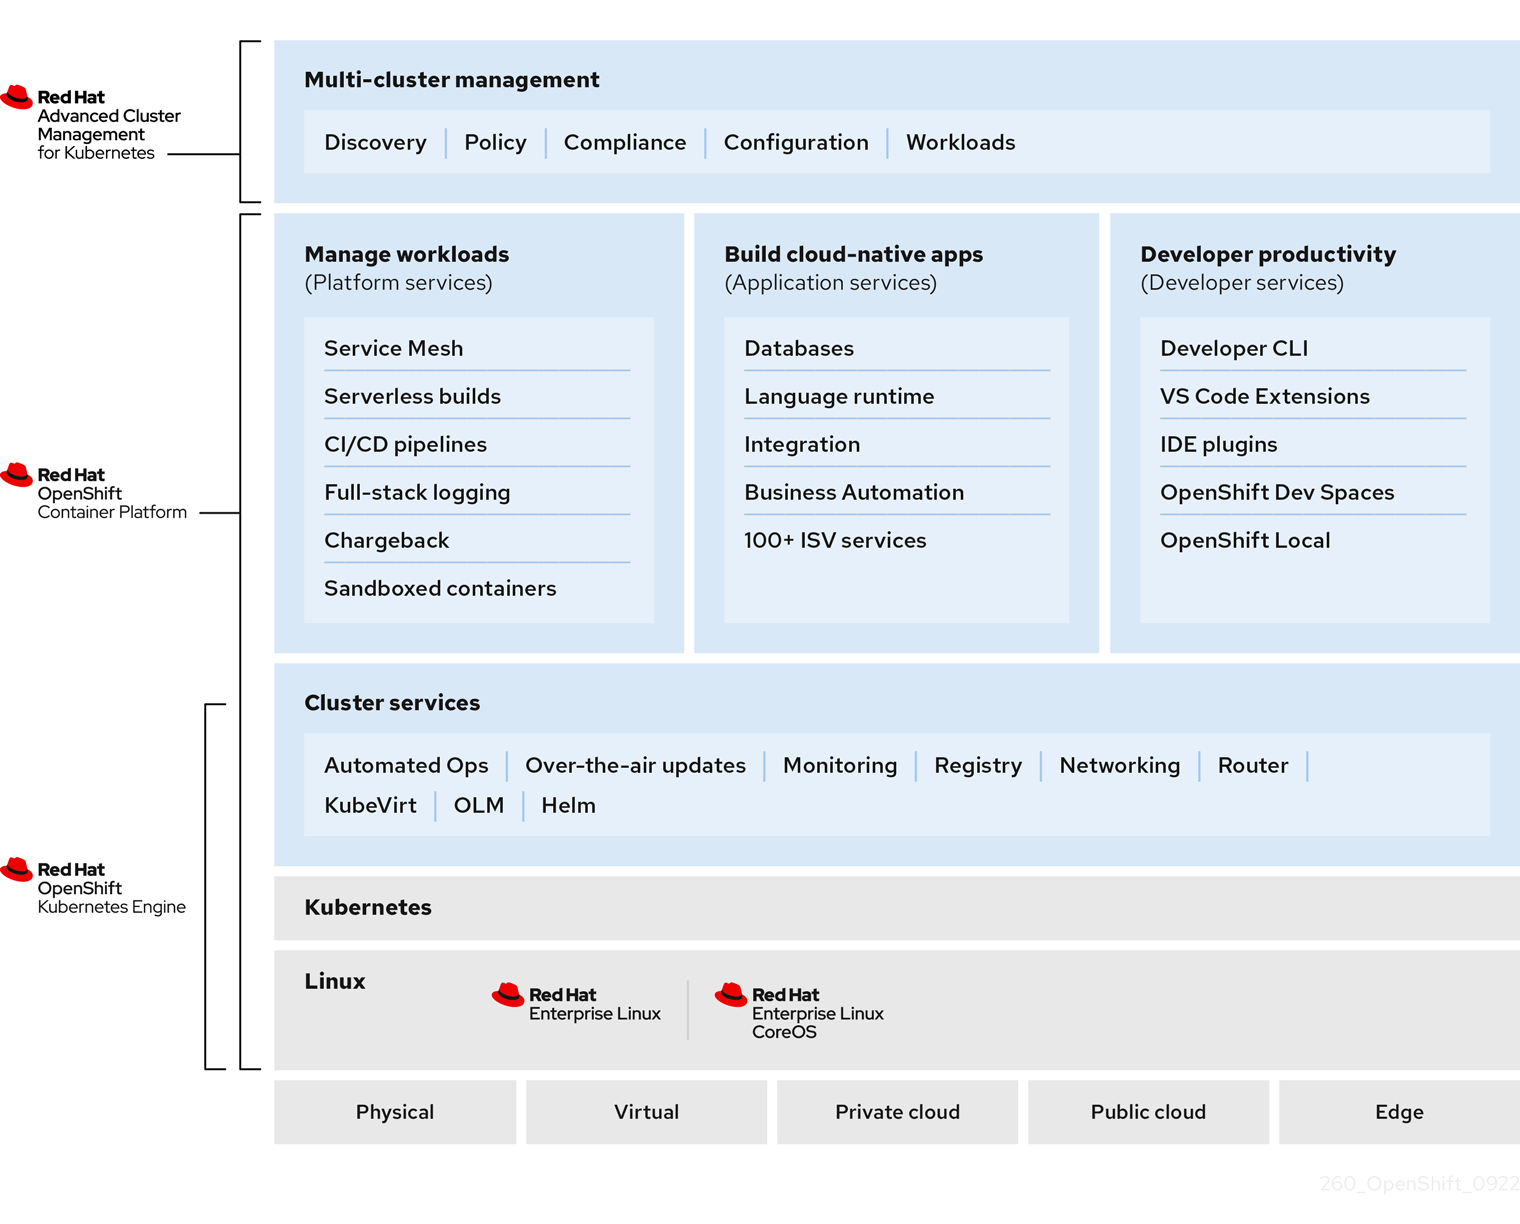 Multi-cluster management
Red Hat
Advanced Cluster
Management
for Kubernetes
Discovery Policy Compliance Configuration Workloads
Manage workloads
(Platform services)
Service Mesh
Serverless builds
CI/CD pipelines
Full-stack logging
Chargeback
Sandboxed containers
Build cloud-native apps
(Application services)
Databases
Language runtime
Integration
Business Automation
100+ ISV services
Developer productivity
(Developer services)
Developer CLI
VS Code Extensions
IDE plugins
OpenShift Dev Spaces
OpenShift Local
Red Hat
OpenShift
Container Platform
Cluster services
Automated Ops Over-the-air updates Monitoring Registry Networking Router
KubeVirt OLM Helm
Red Hat
OpenShift
Kubernetes Engine
Kubernetes
Linux
Red Hat
Enterprise Linux
Red Hat
Enterprise Linux
CoreOS
Physical Virtual Private cloud Public cloud Edge
260_OpenShift_0922